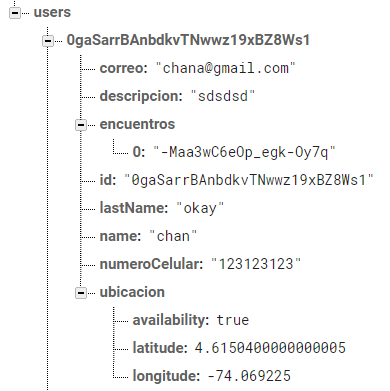 users
0gaSarrBAnbdkvTNwwz19xBZ8Ws1
correo: "chana@gmail.com"
descripcion: "sdsdsd"
encuentros
0: "-Maa3wC6eOp_egk-Oy7q"
id: "0gaSarrBAnbdkvTNwwz19xBZ8Ws1"
lastName: "okay"
name: "chan"
numeroCelular: "123123123"
ubicacion
availability: true
latitude: 4.6150400000000005
longitude: -74.069225